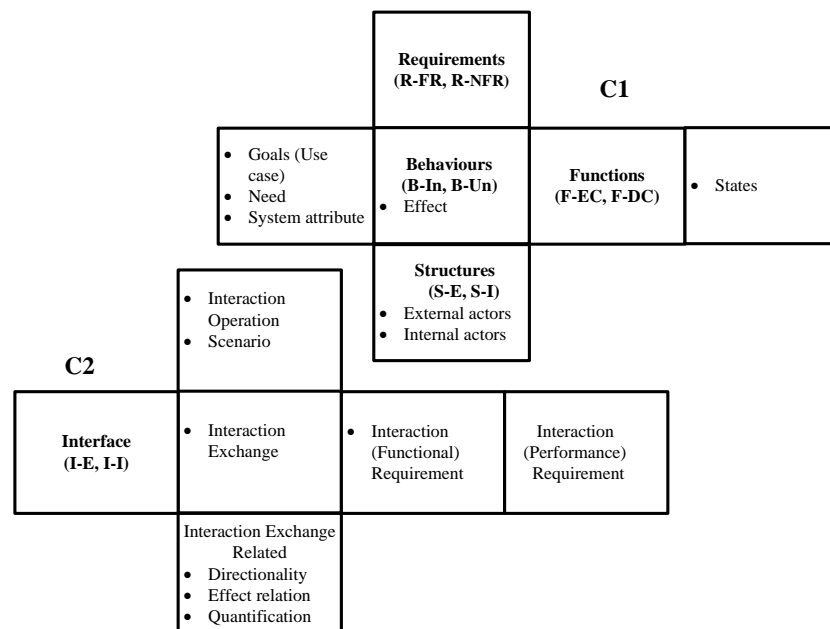 Requirements
(R-FR, R-NFR)
C1
• Goals (Use
case)
• Need
• System attribute
Behaviours
(B-In, B-Un)
• Effect
Functions
(F-EC, F-DC)
• States
Structures
(S-E, S-I)
• External actors
• Internal actors
C2
• Interaction
Operation
• Scenario
Interface
(I-E, I-I)
• Interaction
Exchange
• Interaction
(Functional)
Requirement
Interaction
(Performance)
Requirement
Interaction Exchange
Related
• Directionality
• Effect relation
• Quantification